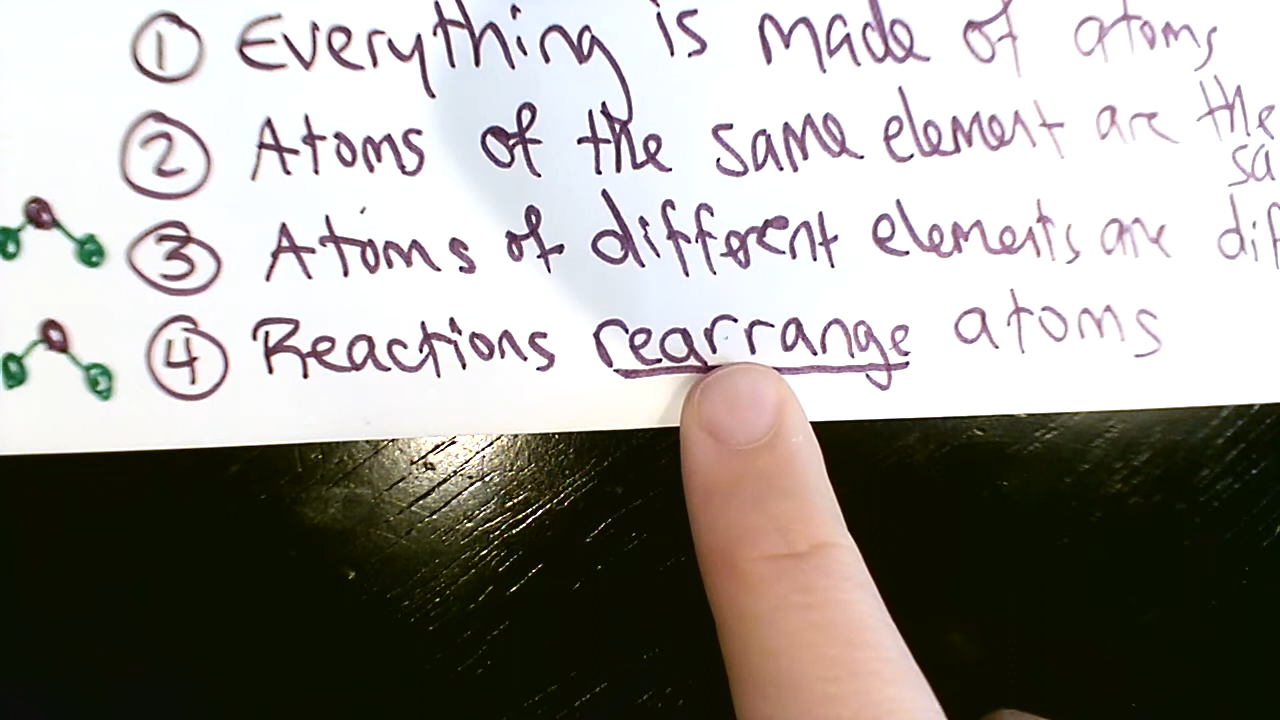 ① Everything is made of atoms
② Atoms of the same element are the
sa
③ Atoms of different elements are dif
④ Reactions rearrange atoms